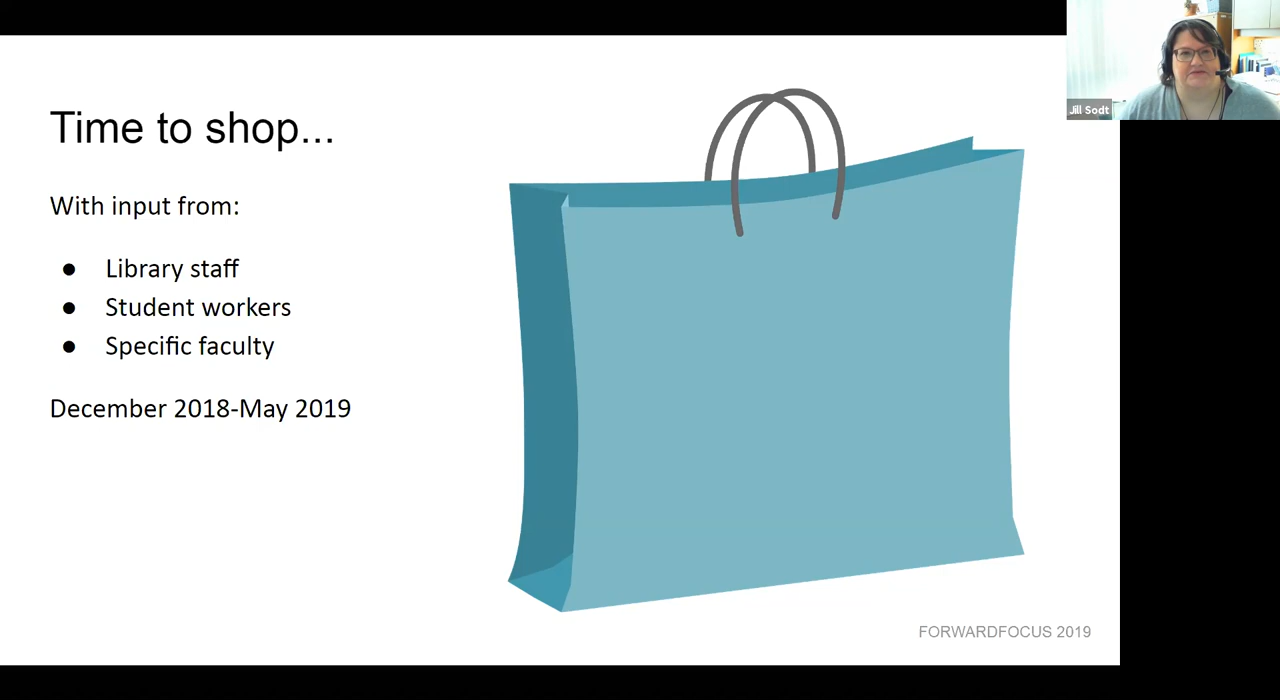 Time to shop...
With input from:
● Library staff
● Student workers
● Specific faculty
December 2018-May 2019
FORWARDFOCUS 2019
Jill Sodt